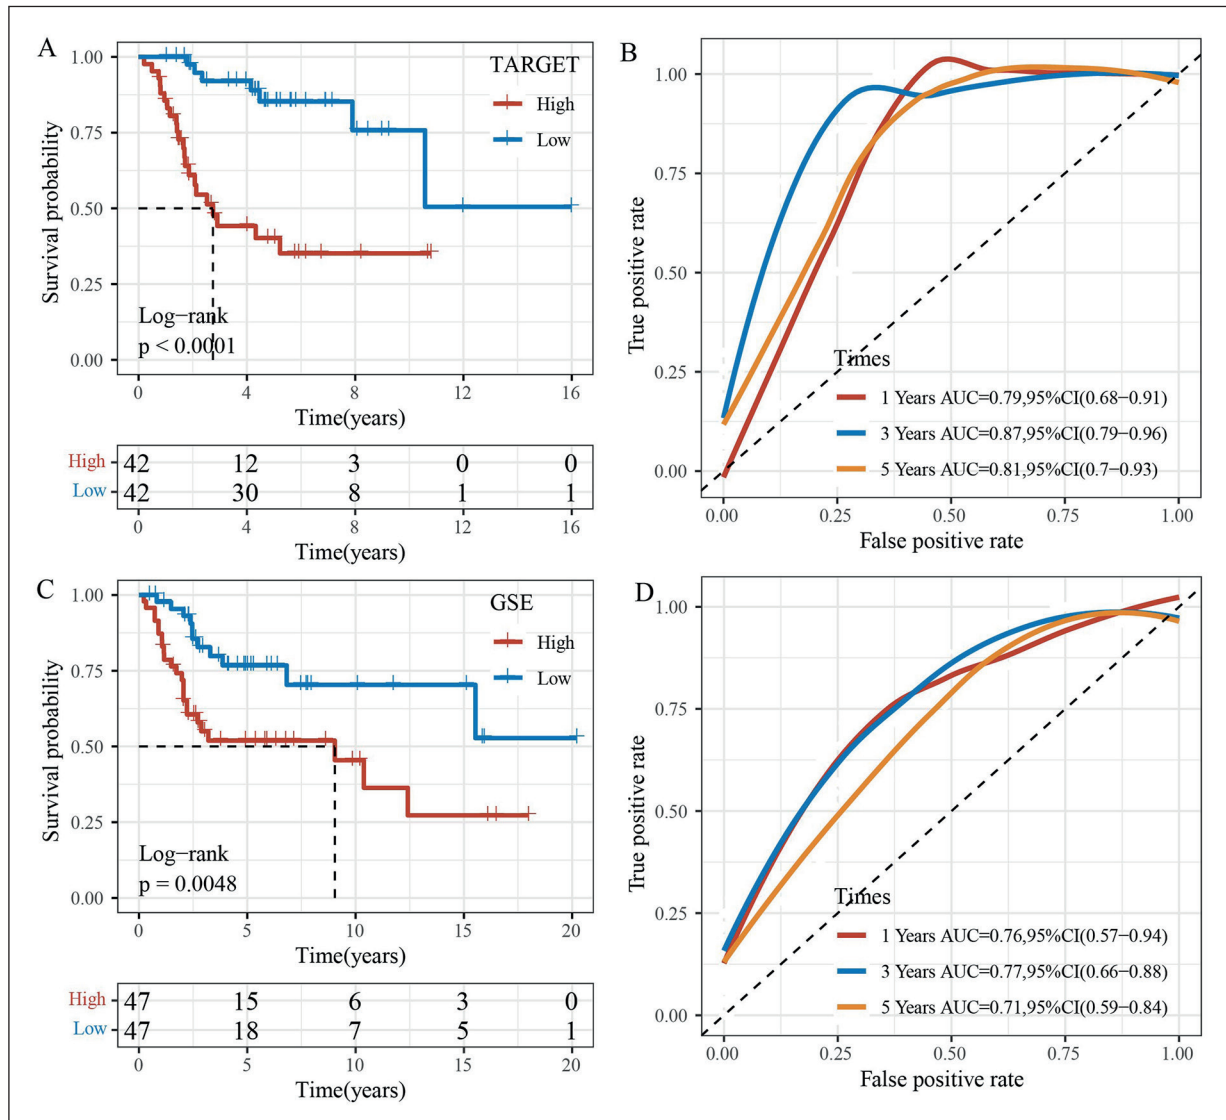 A
TARGET
High
Low
Survival probability
1.00
0.75
0.50
0.25
0.00
Log−rank
p < 0.0001
0 4 8 12 16
Time(years)
High 42 12 3 0 0
Low 42 30 8 1 1
0 4 8 12 16
Time(years)
B
True positive rate
1.00
0.75
0.50
0.25
0.00
Times
1 Years AUC=0.79,95%CI(0.68−0.91)
3 Years AUC=0.87,95%CI(0.79−0.96)
5 Years AUC=0.81,95%CI(0.7−0.93)
0.00 0.25 0.50 0.75 1.00
False positive rate
C
GSE
High
Low
Survival probability
1.00
0.75
0.50
0.25
0.00
Log−rank
p = 0.0048
0 5 10 15 20
Time(years)
High 47 15 6 3 0
Low 47 18 7 5 1
0 5 10 15 20
Time(years)
D
True positive rate
1.00
0.75
0.50
0.25
0.00
Times
1 Years AUC=0.76,95%CI(0.57−0.94)
3 Years AUC=0.77,95%CI(0.66−0.88)
5 Years AUC=0.71,95%CI(0.59−0.84)
0.00 0.25 0.50 0.75 1.00
False positive rate